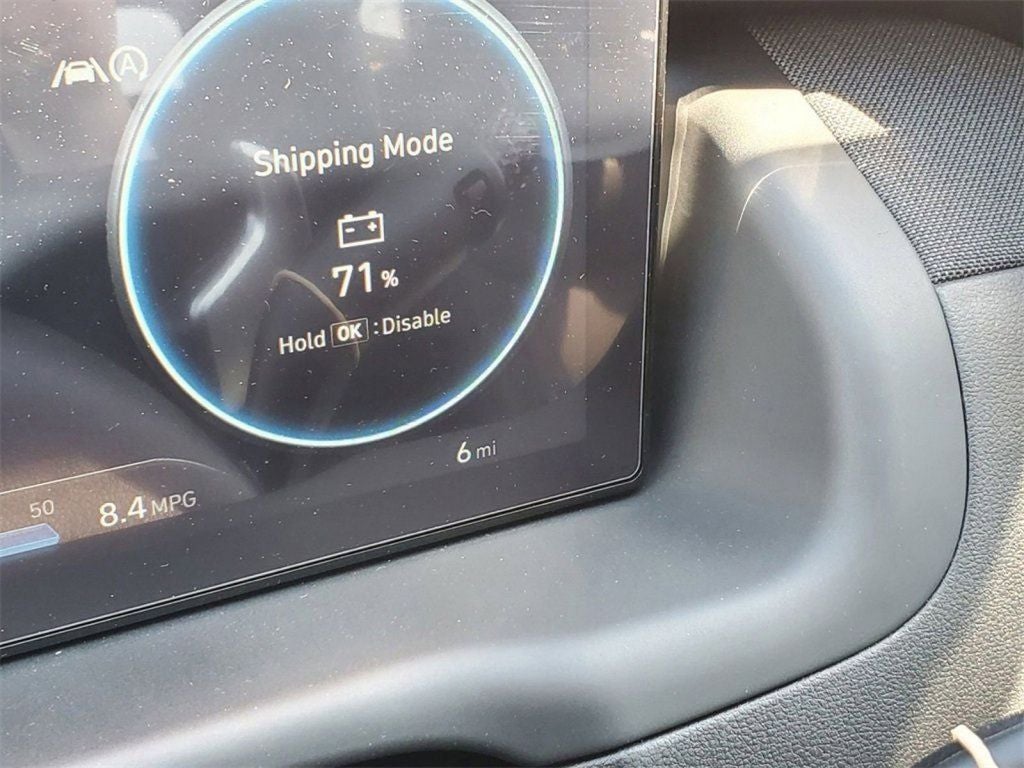 A
Shipping Mode
71%
Hold OK : Disable
6 mi
50
8.4 MPG